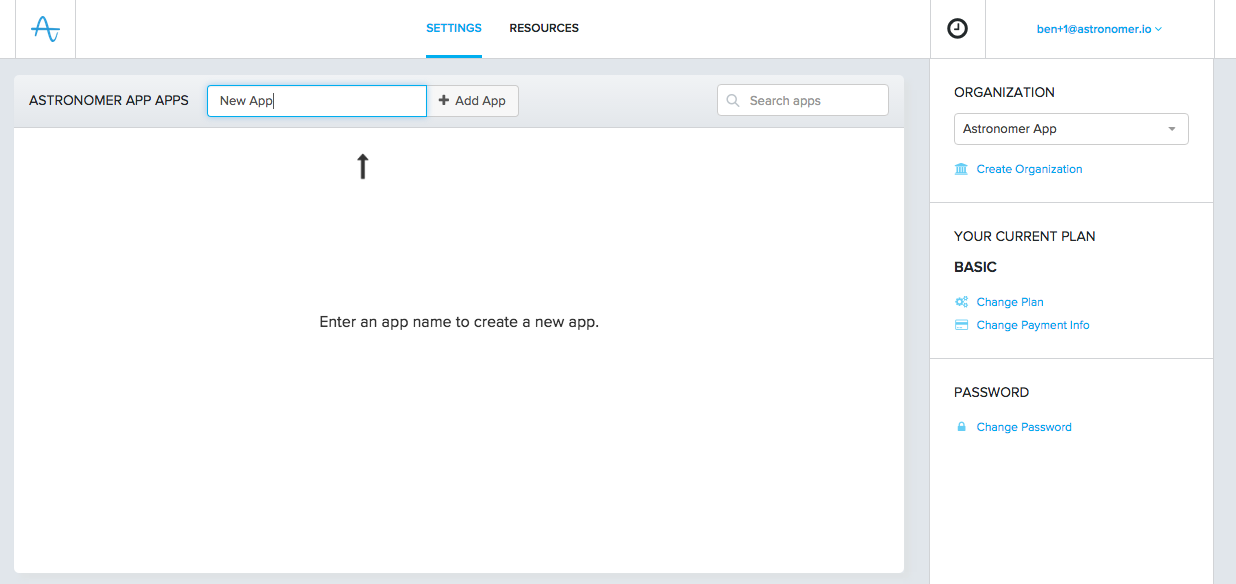 SETTINGS
RESOURCES
ben+1@astronomer.io
ASTRONOMER APP APPS
New App
Add App
Search apps
Enter an app name to create a new app.
ORGANIZATION
Astronomer App
Create Organization
YOUR CURRENT PLAN
BASIC
Change Plan
Change Payment Info
PASSWORD
Change Password